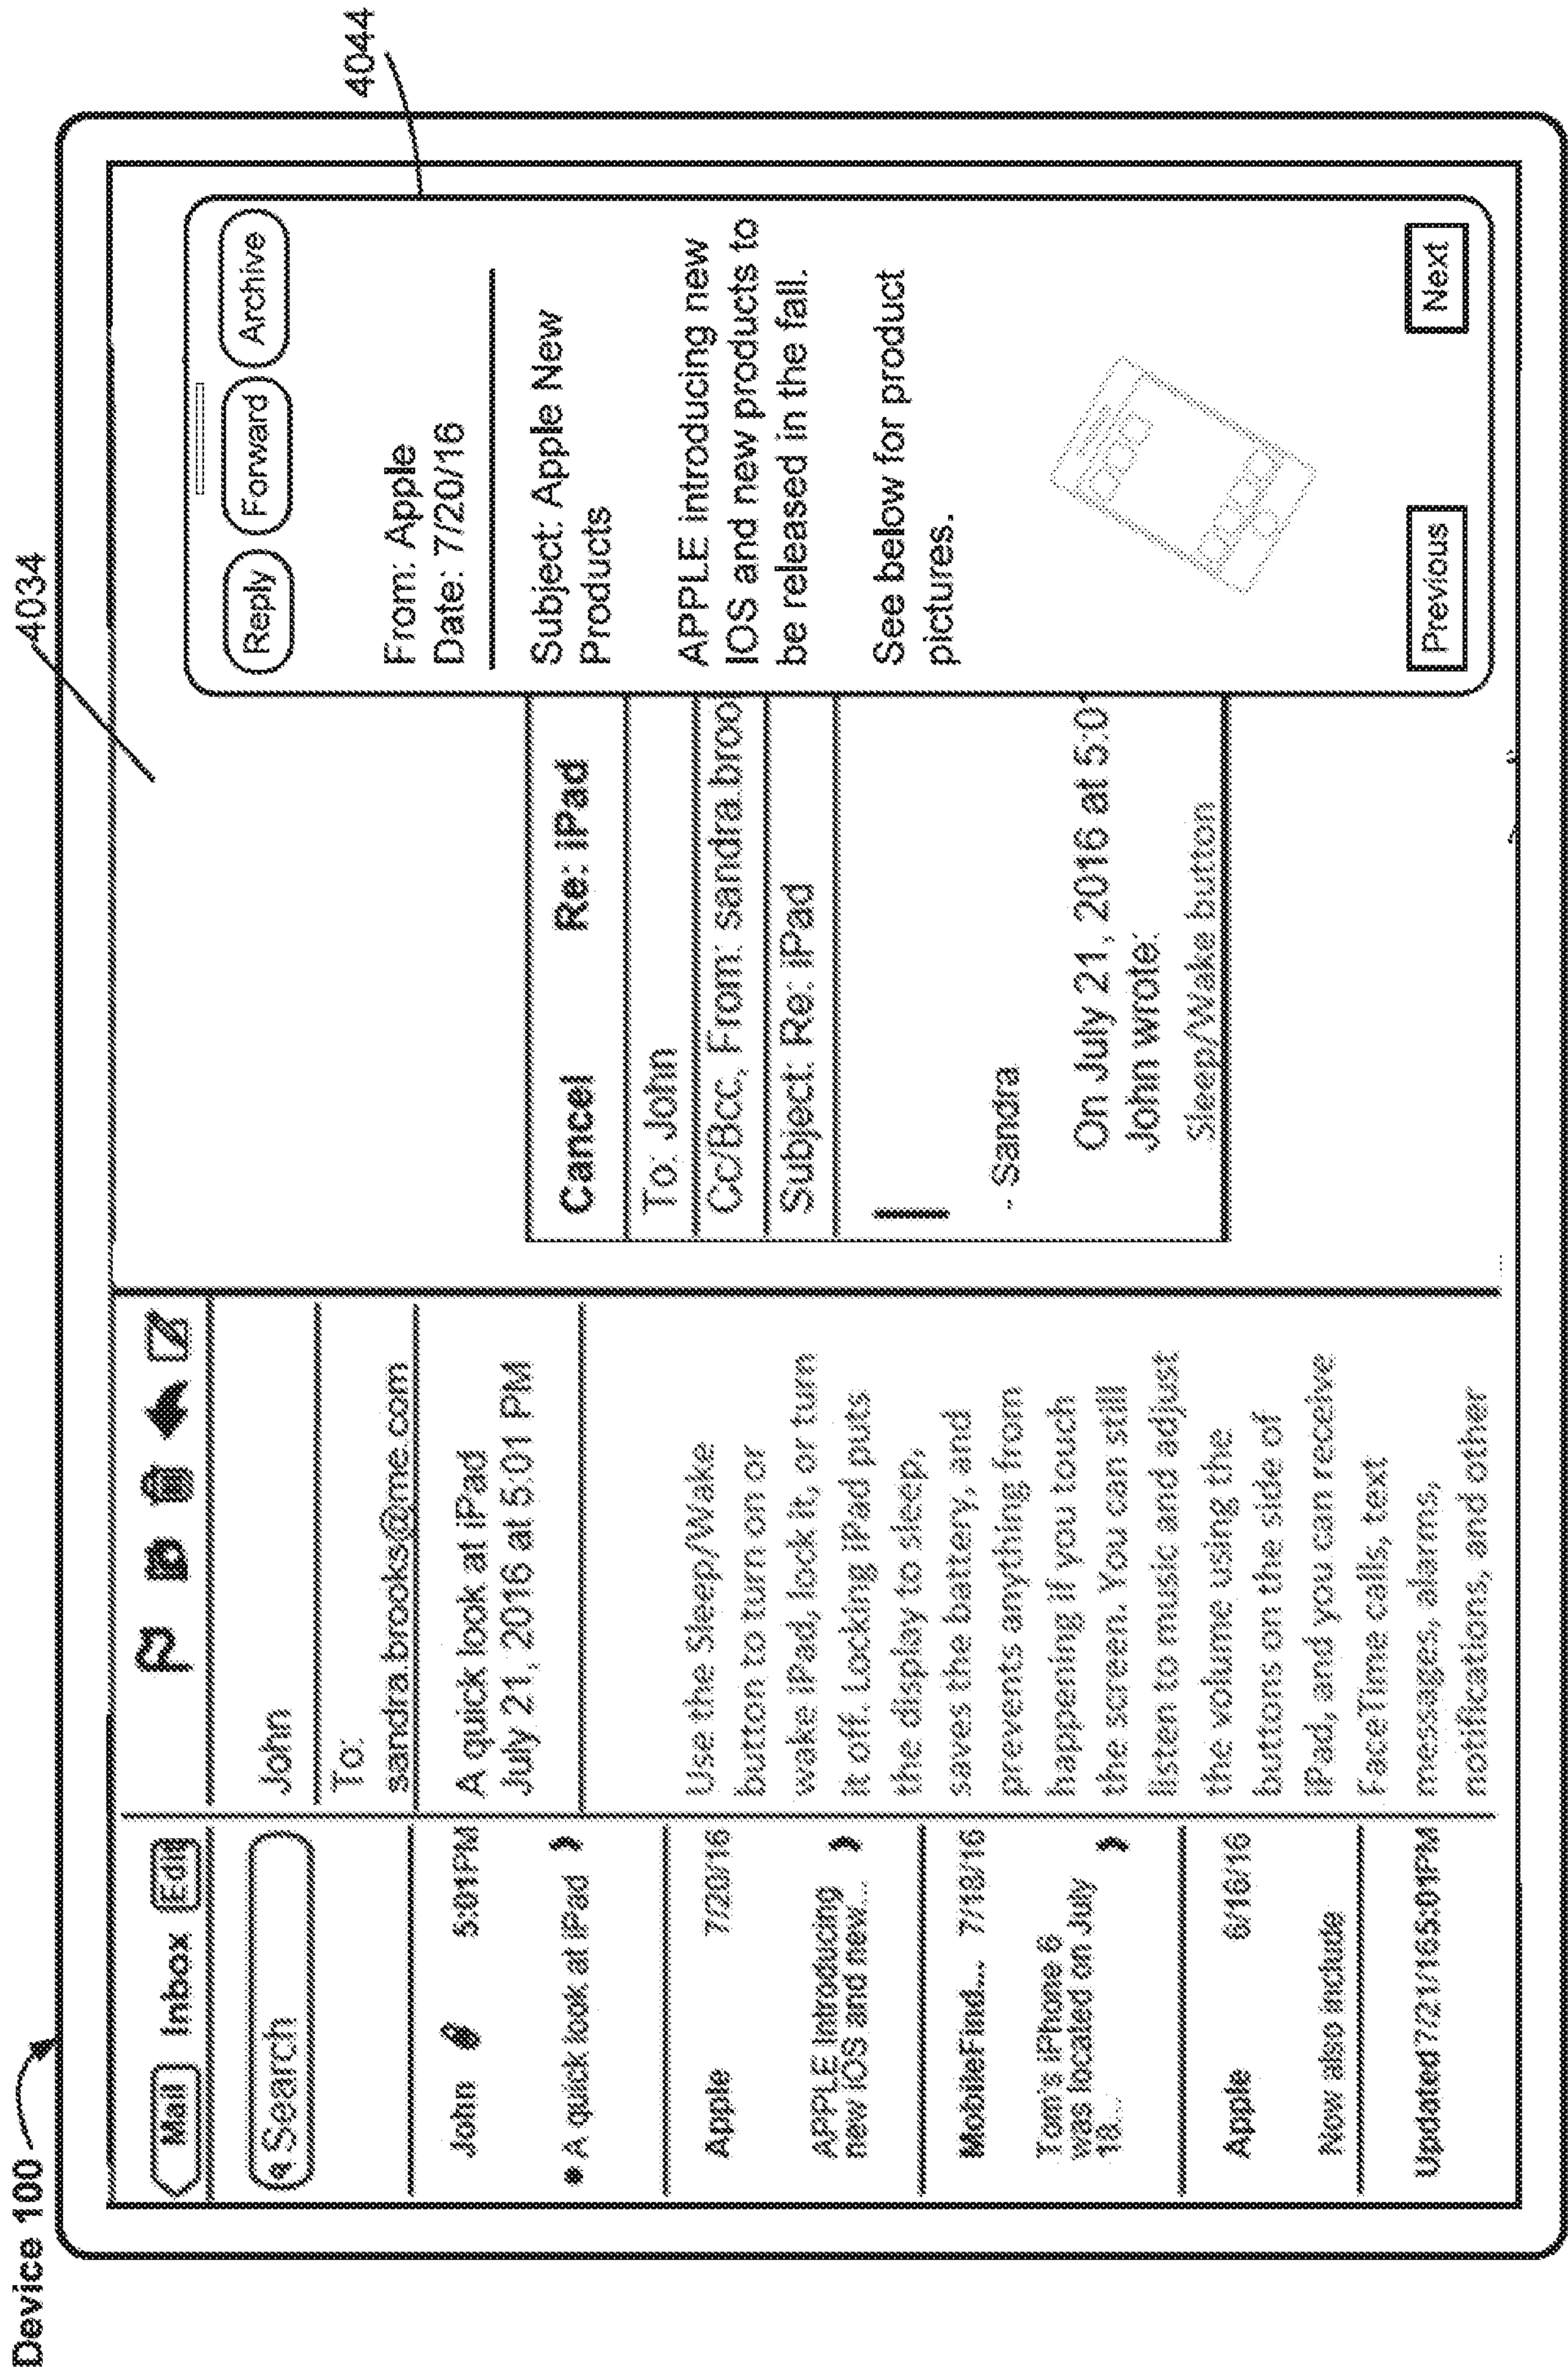 Device 100
4034
4044
Mail
Inbox
Edit
Search
John 5:01PM
A quick look at iPad
Apple 7/20/16
APPLE Introducing
new iOS and new...
MobileFind... 7/18/16
Tom's iPhone 6
was located on July
18...
Apple 6/16/16
Now also include
Updated 7/21/16 5:01PM
John
To:
sandra.brooks@me.com
A quick look at iPad
July 21, 2016 at 5:01 PM
Use the Sleep/Wake
button to turn on or
wake iPad, lock it, or turn
it off. Locking iPad puts
the display to sleep,
saves the battery, and
prevents anything from
happening if you touch
the screen. You can still
listen to music and adjust
the volume using the
buttons on the side of
iPad, and you can receive
FaceTime calls, text
messages, alarms,
notifications, and other
Cancel Re: iPad
To: John
Cc/Bcc, From: sandra.broo
Subject: Re: iPad
- Sandra
On July 21, 2016 at 5:0
John wrote:
Sleep/Wake button
Reply
Forward
Archive
From: Apple
Date: 7/20/16
Subject: Apple New
Products
APPLE introducing new
iOS and new products to
be released in the fall.
See below for product
pictures.
Previous
Next